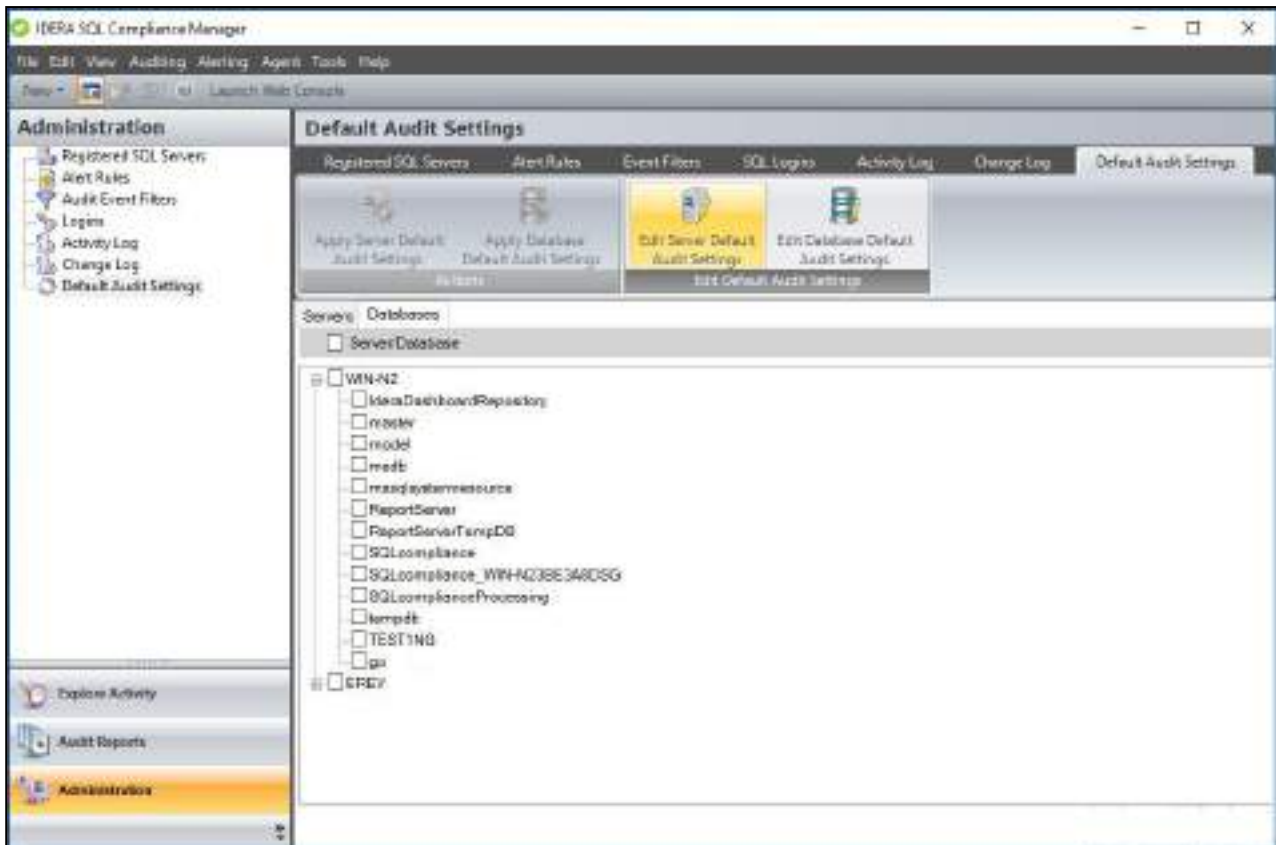 IDERA SQL Compliance Manager
File Edit View Auditing Alerting Agent Tools Help
New Launch Web Console
Administration
Registered SQL Servers
Alert Rules
Audit Event Filters
Logins
Activity Log
Change Log
Default Audit Settings
Explore Activity
Audit Reports
Administration
Default Audit Settings
Registered SQL Servers Alert Rules Event Filters SQL Logins Activity Log Change Log Default Audit Settings
Apply Server Default Audit Settings
Apply Database Default Audit Settings
Actions
Edit Server Default Audit Settings
Edit Database Default Audit Settings
Edit Default Audit Settings
Servers Databases
Server/Database
WIN-N2
IderaDashboardRepository
master
model
msdb
mssqlsystemresource
ReportServer
ReportServerTempDB
SQLcompliance
SQLcompliance_WIN-N23BE3A8DSG
SQLcomplianceProcessing
tempdb
TEST1NG